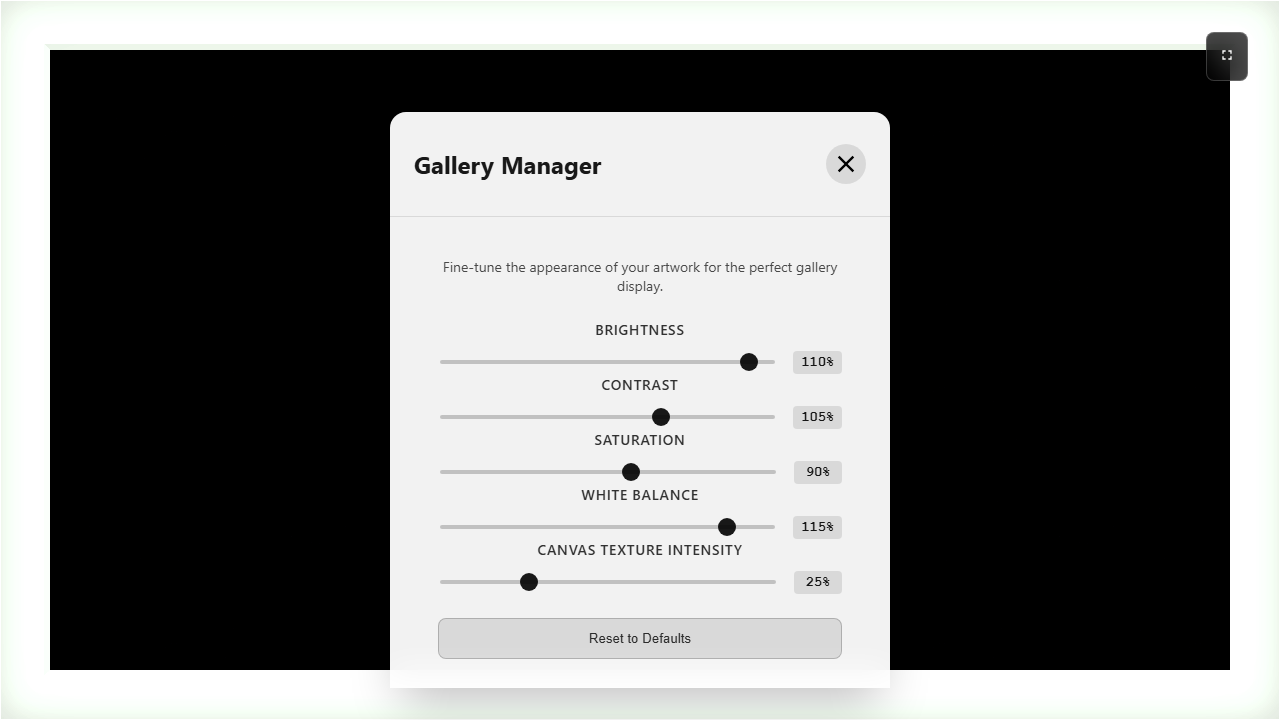 Gallery Manager
Fine-tune the appearance of your artwork for the perfect gallery
display.
BRIGHTNESS
110%
CONTRAST
105%
SATURATION
90%
WHITE BALANCE
115%
CANVAS TEXTURE INTENSITY
25%
Reset to Defaults